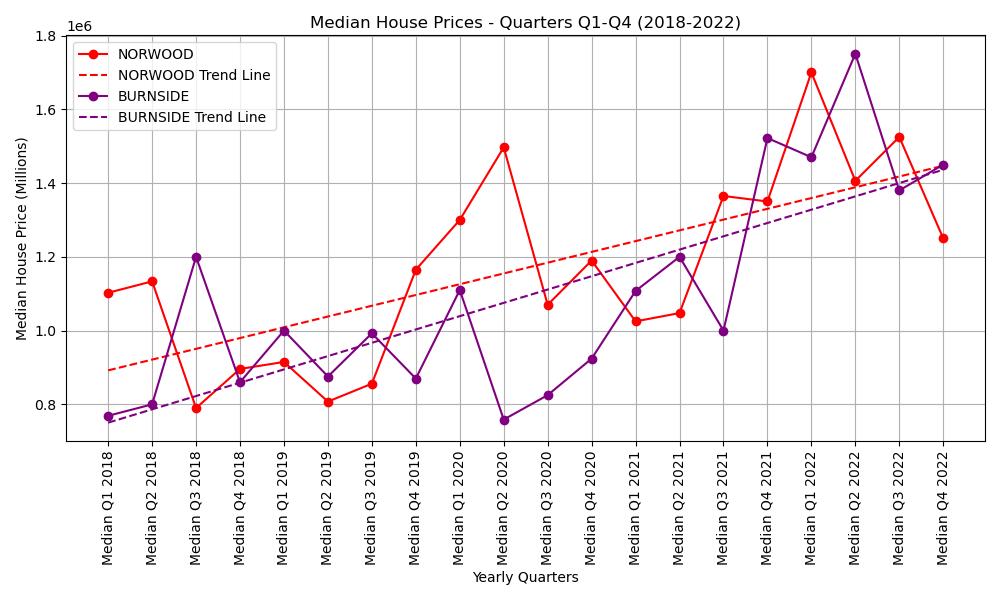 Median House Prices - Quarters Q1-Q4 (2018-2022)
1e6
NORWOOD
NORWOOD Trend Line
BURNSIDE
BURNSIDE Trend Line
Median House Price (Millions)
1.8
1.6
1.4
1.2
1.0
0.8
Median Q1 2018
Median Q2 2018
Median Q3 2018
Median Q4 2018
Median Q1 2019
Median Q2 2019
Median Q3 2019
Median Q4 2019
Median Q1 2020
Median Q2 2020
Median Q3 2020
Median Q4 2020
Median Q1 2021
Median Q2 2021
Median Q3 2021
Median Q4 2021
Median Q1 2022
Median Q2 2022
Median Q3 2022
Median Q4 2022
Yearly Quarters